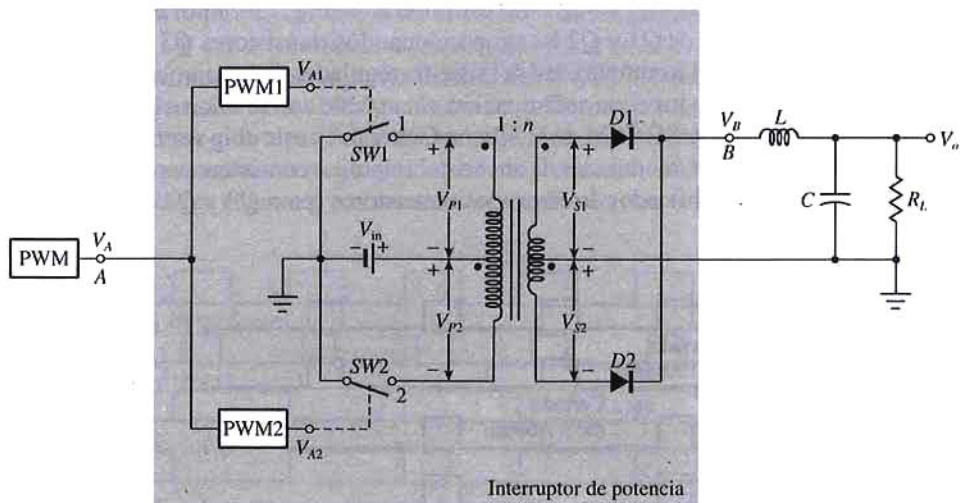 PWM1
V_A1
1
SW1
1 : n
D1
V_B
B
L
V_o
+
+
V_P1
V_S1
C
R_L
−
−
V_in
− +
PWM
V_A
A
+
+
V_P2
V_S2
−
−
SW2
2
D2
PWM2
V_A2
Interruptor de potencia